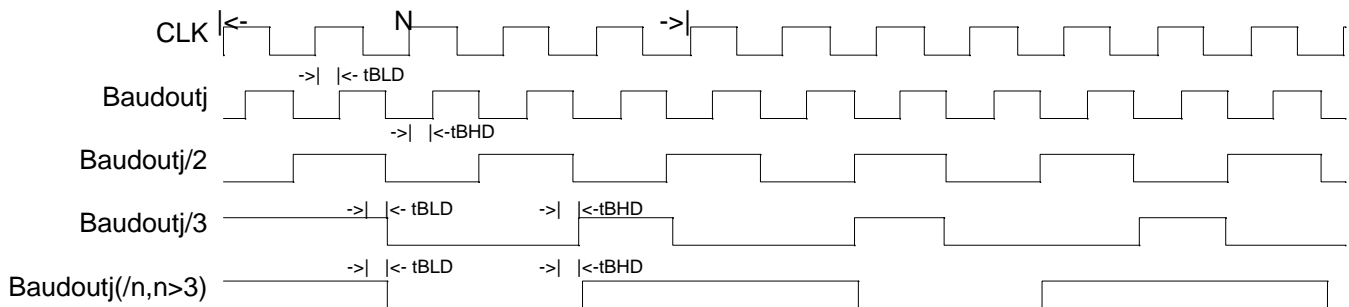 CLK |<- N ->|
->| |<- tBLD
Baudoutj
->| |<-tBHD
Baudoutj/2
->| |<- tBLD ->| |<-tBHD
Baudoutj/3
->| |<- tBLD ->| |<-tBHD
Baudoutj(/n,n>3)